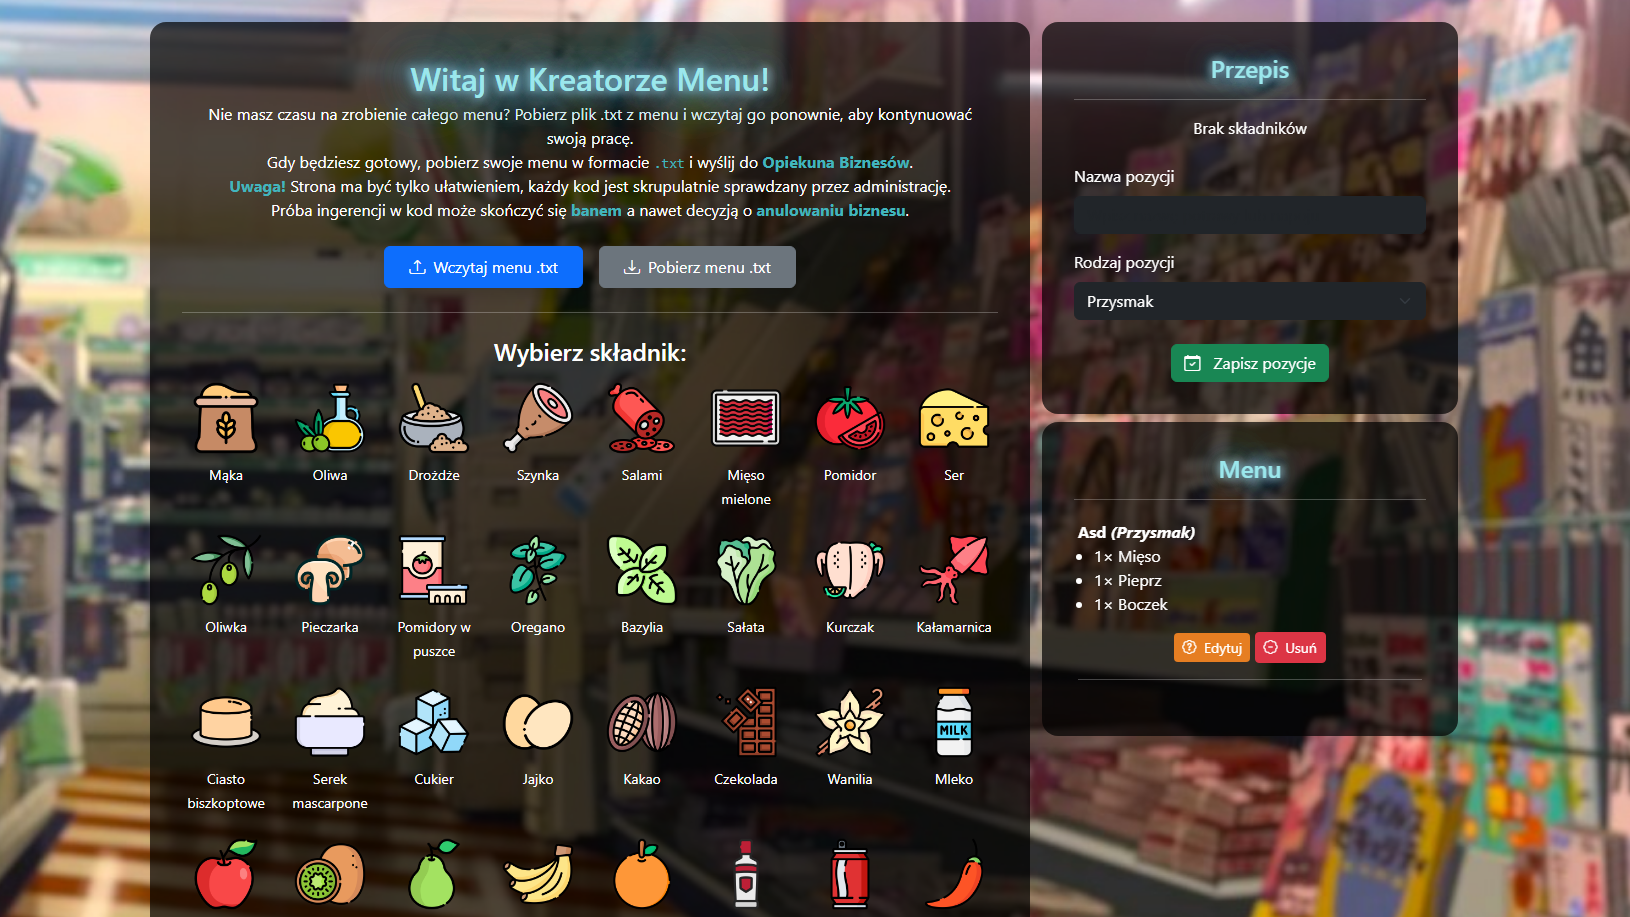 Witaj w Kreatorze Menu!
Nie masz czasu na zrobienie całego menu? Pobierz plik .txt z menu i wczytaj go ponownie, aby kontynuować
swoją pracę.
Gdy będziesz gotowy, pobierz swoje menu w formacie .txt i wyślij do Opiekuna Biznesów.
Uwaga! Strona ma być tylko ułatwieniem, każdy kod jest skrupulatnie sprawdzany przez administrację.
Próba ingerencji w kod może skończyć się banem a nawet decyzją o anulowaniu biznesu.
Wczytaj menu .txt
Pobierz menu .txt
Wybierz składnik:
Mąka
Oliwa
Drożdże
Szynka
Salami
Mięso
mielone
Pomidor
Ser
Oliwka
Pieczarka
Pomidory w
puszce
Oregano
Bazylia
Sałata
Kurczak
Kałamarnica
Ciasto
biszkoptowe
Serek
mascarpone
Cukier
Jajko
Kakao
Czekolada
Wanilia
MILK
Mleko
Przepis
Brak składników
Nazwa pozycji
Rodzaj pozycji
Przysmak
Zapisz pozycje
Menu
Asd (Przysmak)
1× Mięso
1× Pieprz
1× Boczek
Edytuj
Usuń